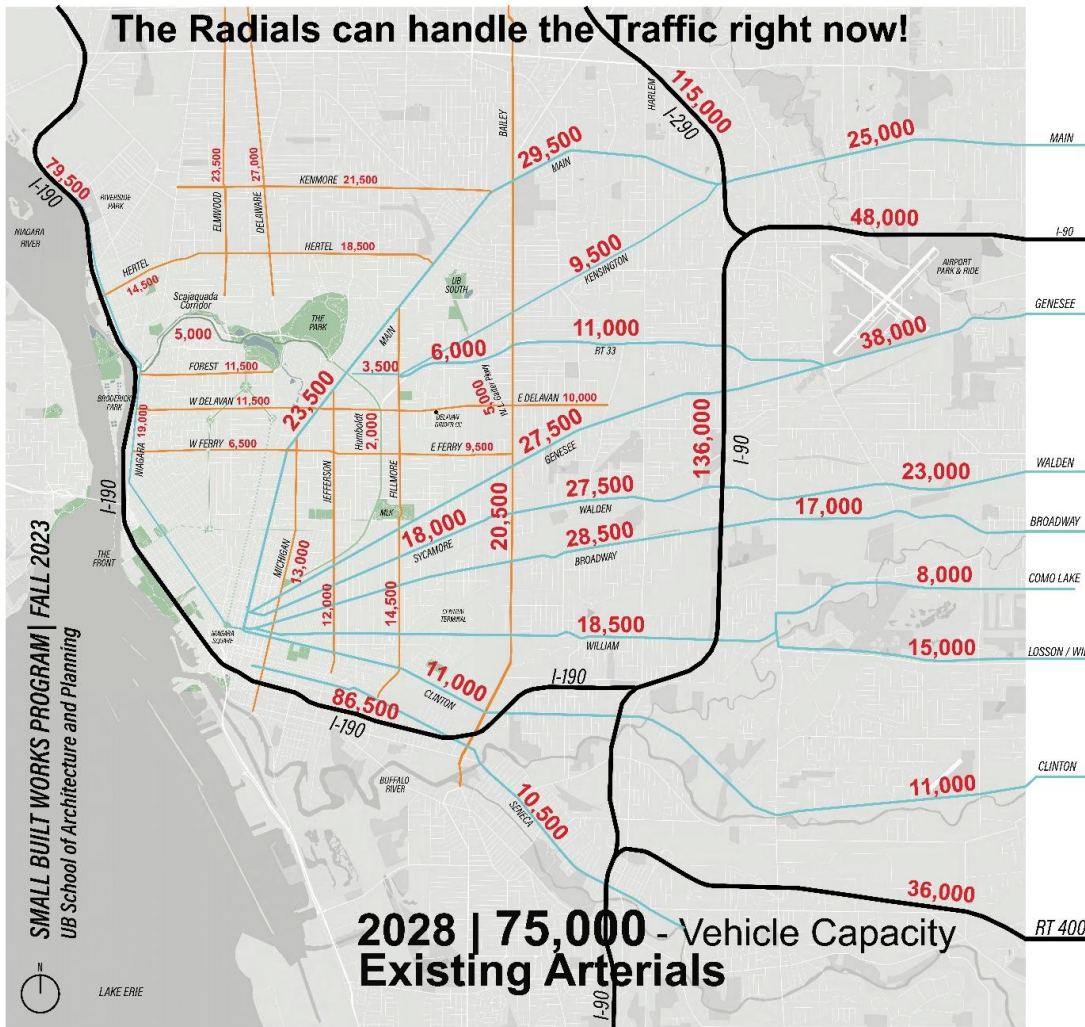 The Radials can handle the Traffic right now!
115,000
I-290
HARLEM
BAILEY
29,500
MAIN
25,000
MAIN
79,500
I-190
RIVERSIDE
PARK
NIAGARA
RIVER
23,500
27,000
KENMORE 21,500
ELMWOOD
DELAWARE
48,000
I-90
HERTEL 18,500
HERTEL
14,500
9,500
KENSINGTON
UB
SOUTH
AIRPORT
PARK & RIDE
GENESEE
38,000
Scajaquada
Corridor
5,000
THE
PARK
MAIN
11,000
RT 33
3,500
6,000
FOREST 11,500
BRODERICK
PARK
W DELAVAN 11,500
23,500
5,000
E DELAVAN 10,000
Humboldt
2,000
NIAGARA 19,000
W FERRY 6,500
E FERRY 9,500
27,500
GENESEE
136,000
I-90
JEFFERSON
FILLMORE
I-190
WALDEN
23,000
27,500
WALDEN
17,000
BROADWAY
MLK
18,000
SYCAMORE
20,500
28,500
BROADWAY
THE
FRONT
MICHIGAN
13,000
12,000
14,500
8,000
COMO LAKE
NIAGARA
SQUARE
TERMINAL
18,500
WILLIAM
15,000
11,000
CLINTON
I-190
86,500
I-190
CLINTON
11,000
BUFFALO
RIVER
10,500
SENECA
36,000
RT 400
I-90
SMALL BUILT WORKS PROGRAM | FALL 2023
UB School of Architecture and Planning
2028 | 75,000 - Vehicle Capacity
Existing Arterials
N
LAKE ERIE